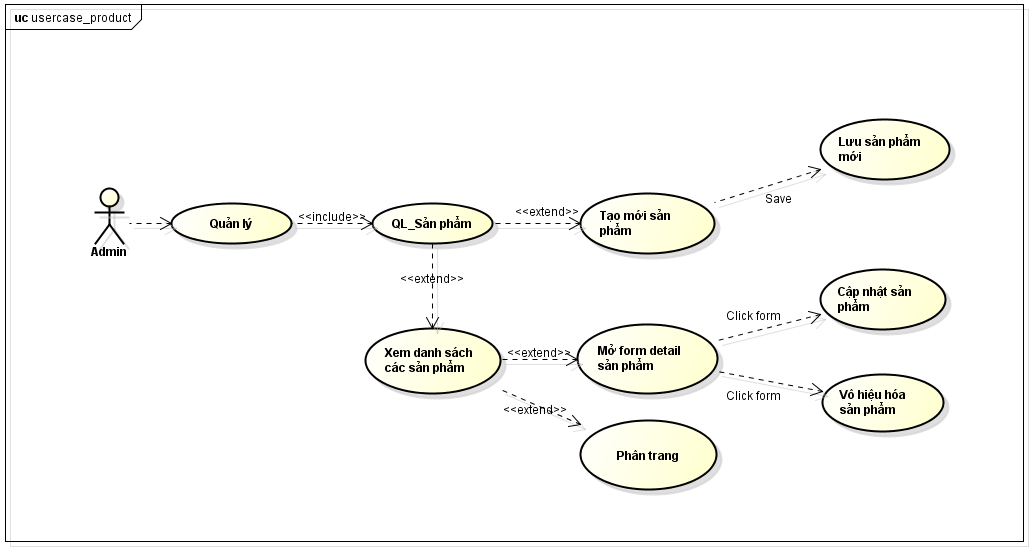 uc usercase_product
Lưu sản phẩm
mới
Save
Admin
Quản lý
<<include>>
QL_Sản phẩm
<<extend>>
Tạo mới sản
phẩm
<<extend>>
Cập nhật sản
phẩm
Click form
Xem danh sách
các sản phẩm
<<extend>>
Mở form detail
sản phẩm
Click form
Vô hiệu hóa
sản phẩm
<<extend>>
Phân trang